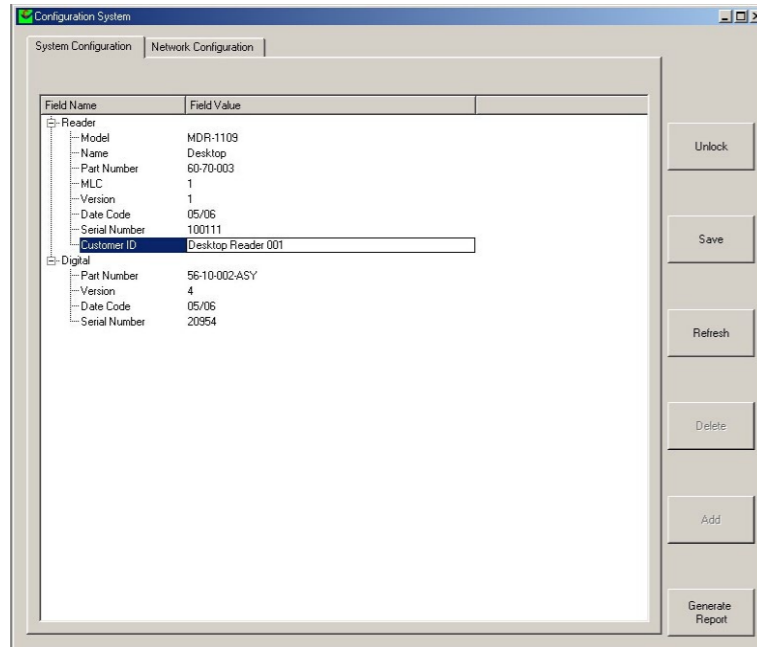 Configuration System
System Configuration Network Configuration
Field Name Field Value
Reader
Model MDR-1109
Name Desktop
Part Number 60-70-003
MLC 1
Version 1
Date Code 05/06
Serial Number 100111
Customer ID Desktop Reader 001
Digital
Part Number 56-10-002-ASY
Version 4
Date Code 05/06
Serial Number 20954
Unlock
Save
Refresh
Delete
Add
Generate
Report